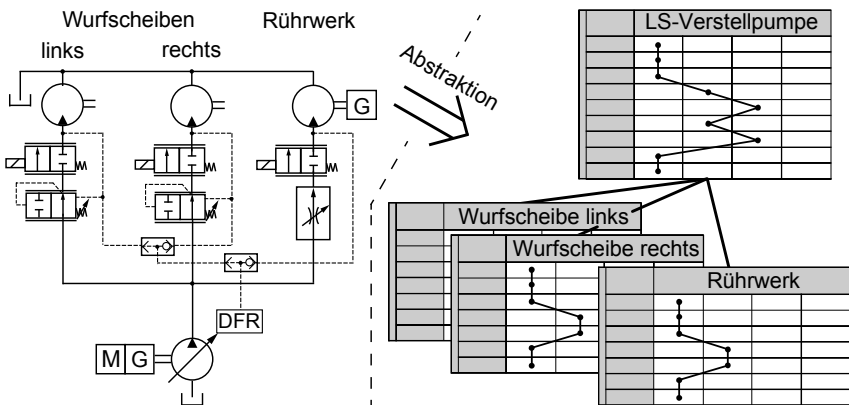 Wurfscheiben
links
rechts
Rührwerk
G
DFR
M G
Abstraktion
LS-Verstellpumpe
Wurfscheibe links
Wurfscheibe rechts
Rührwerk